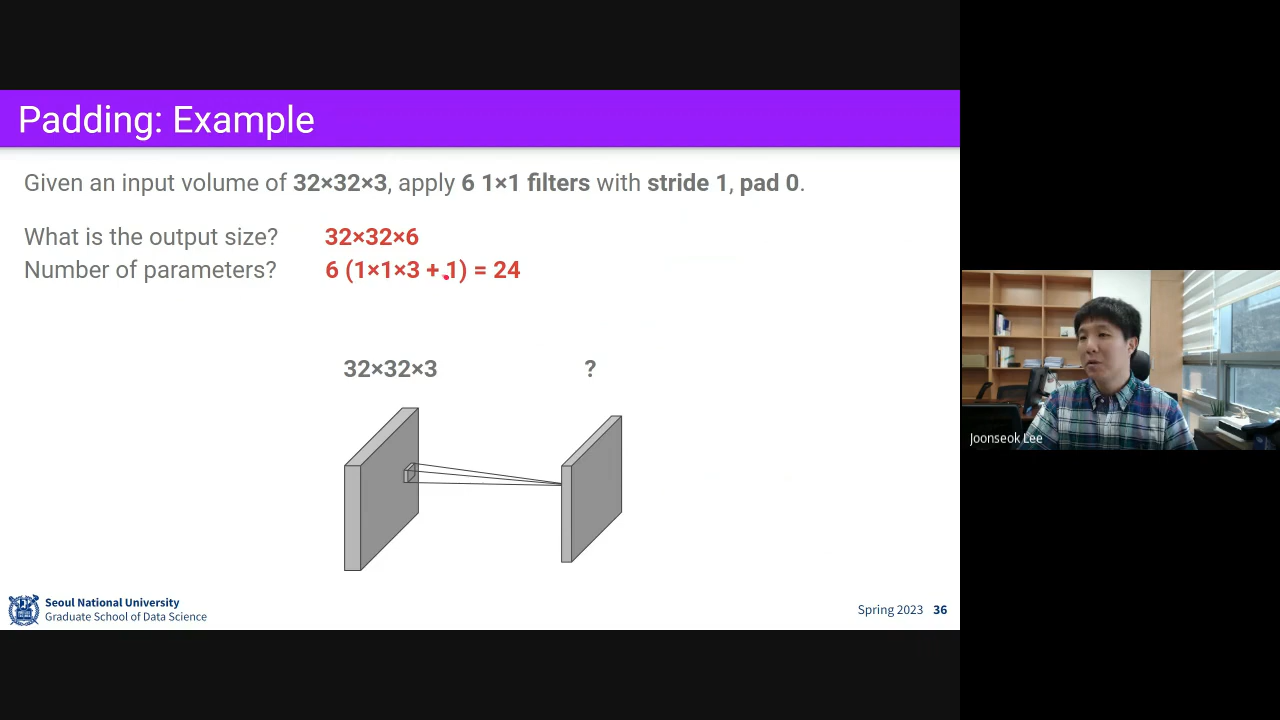 Padding: Example
Given an input volume of 32×32×3, apply 6 1×1 filters with stride 1, pad 0.
What is the output size? 32×32×6
Number of parameters? 6 (1×1×3 + 1) = 24
32×32×3 ?
Joonseok Lee
Seoul National University
Graduate School of Data Science
Spring 2023 36